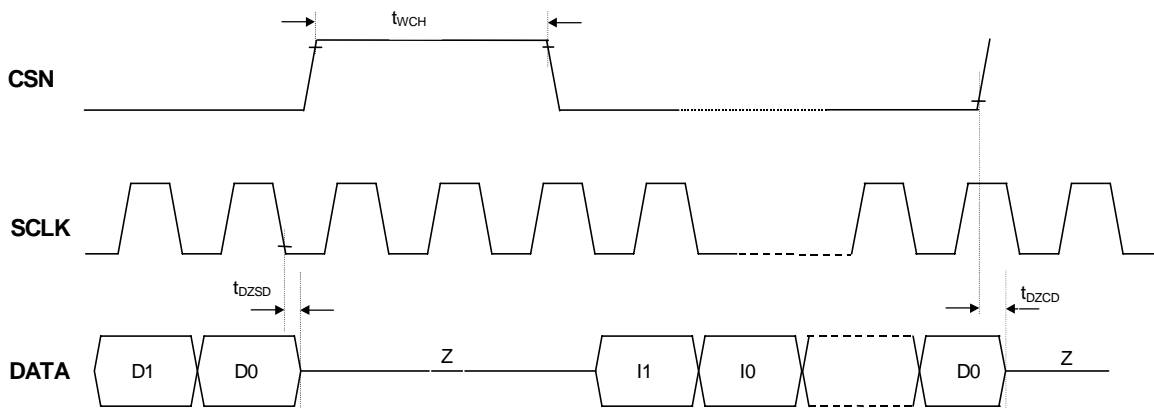 tWCH
CSN
SCLK
tDZSD
tDZCD
DATA
D1 D0 Z I1 I0 D0 Z